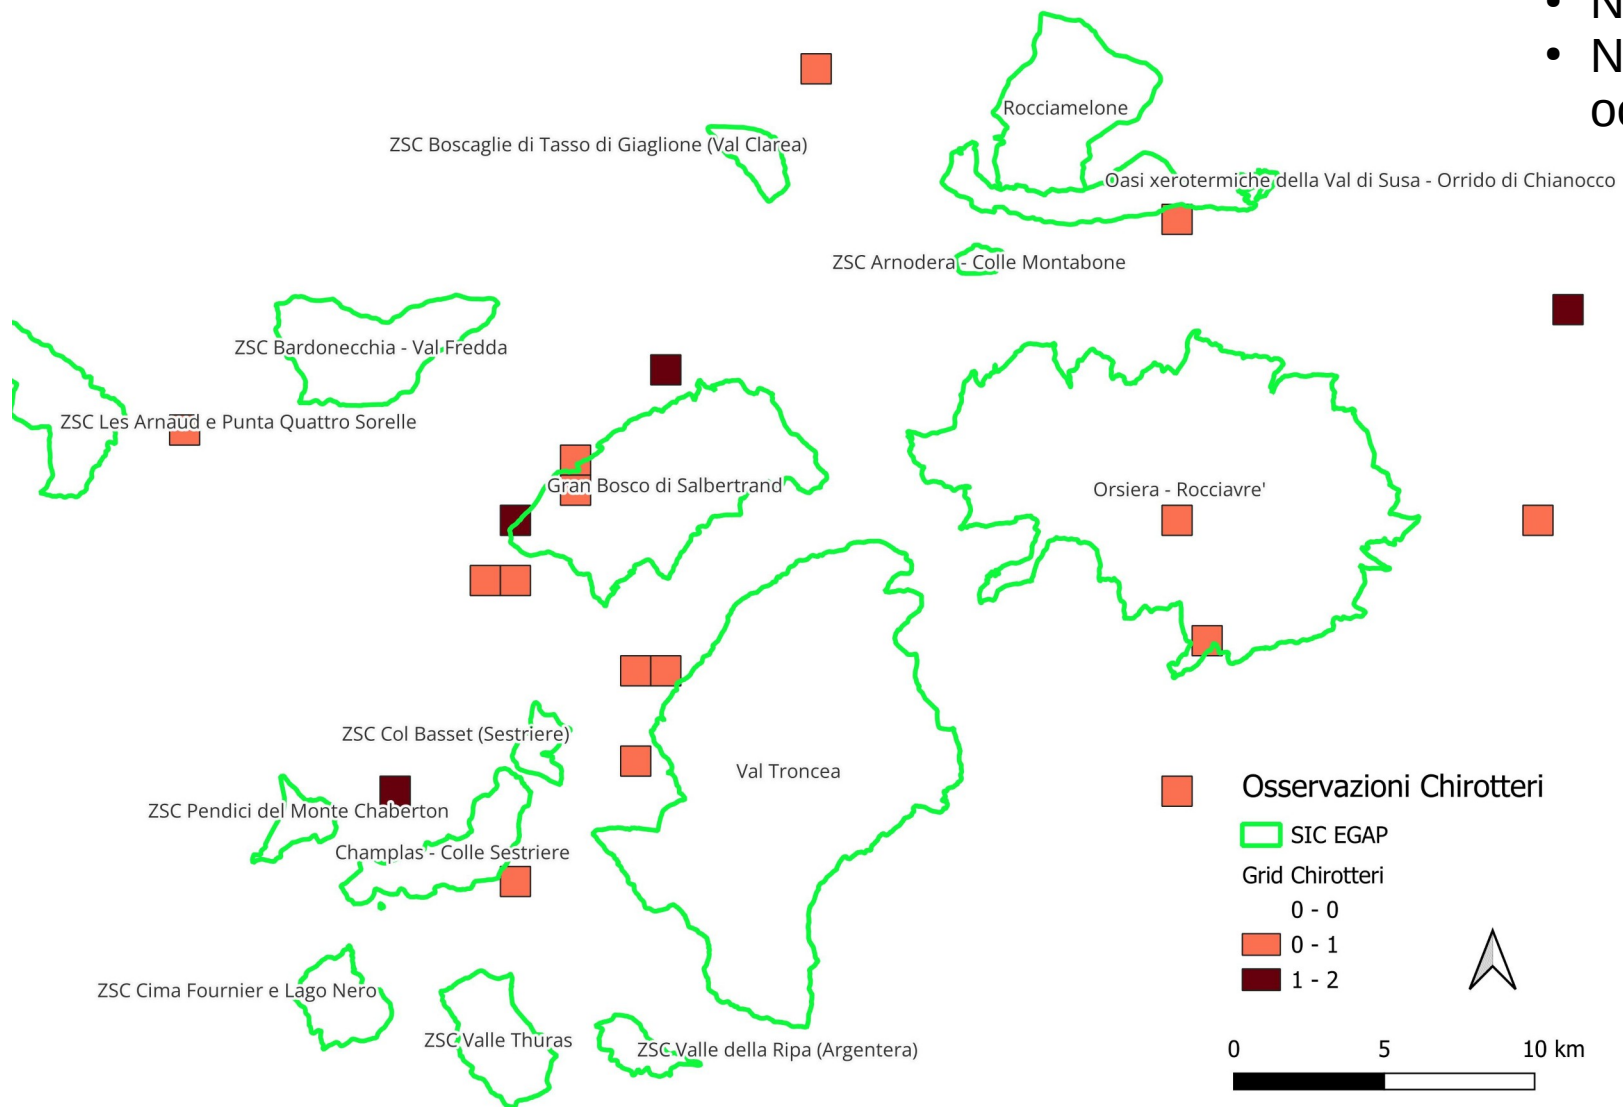 • N
• N
Rocciamelone
ZSC Boscaglie di Tasso di Giaglione (Val Clarea)
Oasi xerotermiche della Val di Susa - Orrido di Chianocco
ZSC Arnodera - Colle Montabone
ZSC Bardonecchia - Val Fredda
ZSC Les Arnaud e Punta Quattro Sorelle
Gran Bosco di Salbertrand
Orsiera - Rocciavre'
ZSC Col Basset (Sestriere)
Val Troncea
ZSC Pendici del Monte Chaberton
Champlas - Colle Sestriere
ZSC Cima Fournier e Lago Nero
ZSC Valle Thuras
ZSC Valle della Ripa (Argentera)
Osservazioni Chirotteri
SIC EGAP
Grid Chirotteri
0 - 0
0 - 1
1 - 2
0 5 10 km